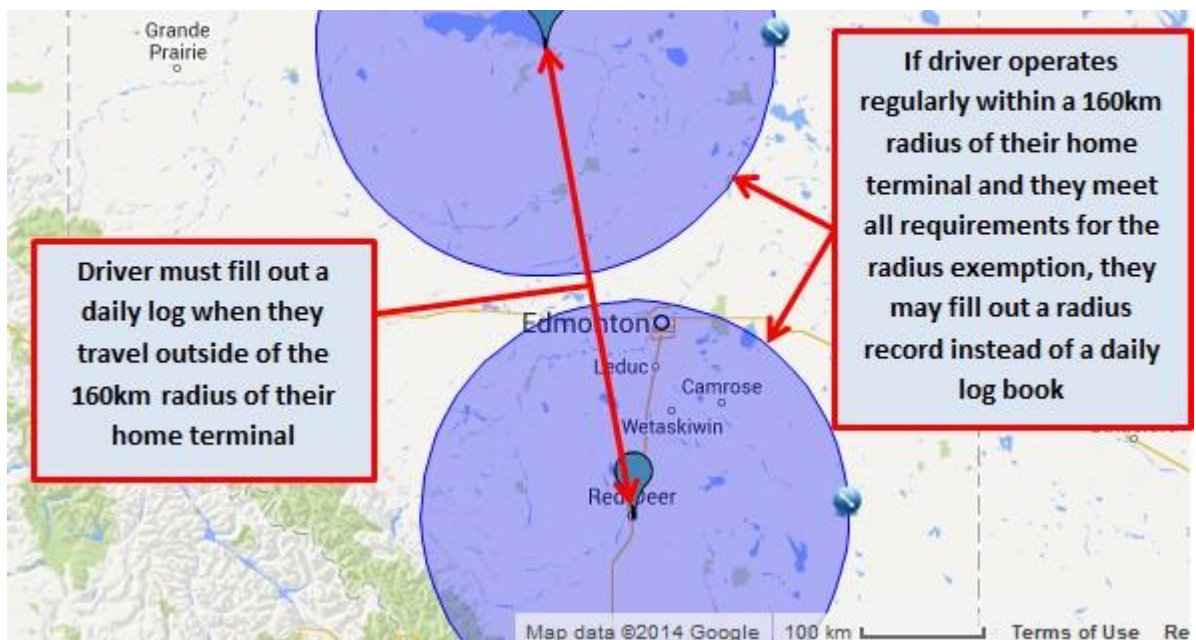 Grande
Prairie
If driver operates
regularly within a 160km
radius of their home
terminal and they meet
all requirements for the
radius exemption, they
may fill out a radius
record instead of a daily
log book
Driver must fill out a
daily log when they
travel outside of the
160km radius of their
home terminal
Edmonton
Leduc
Camrose
Wetaskiwin
Red Deer
Map data ©2014 Google
100 km
Terms of Use
Re